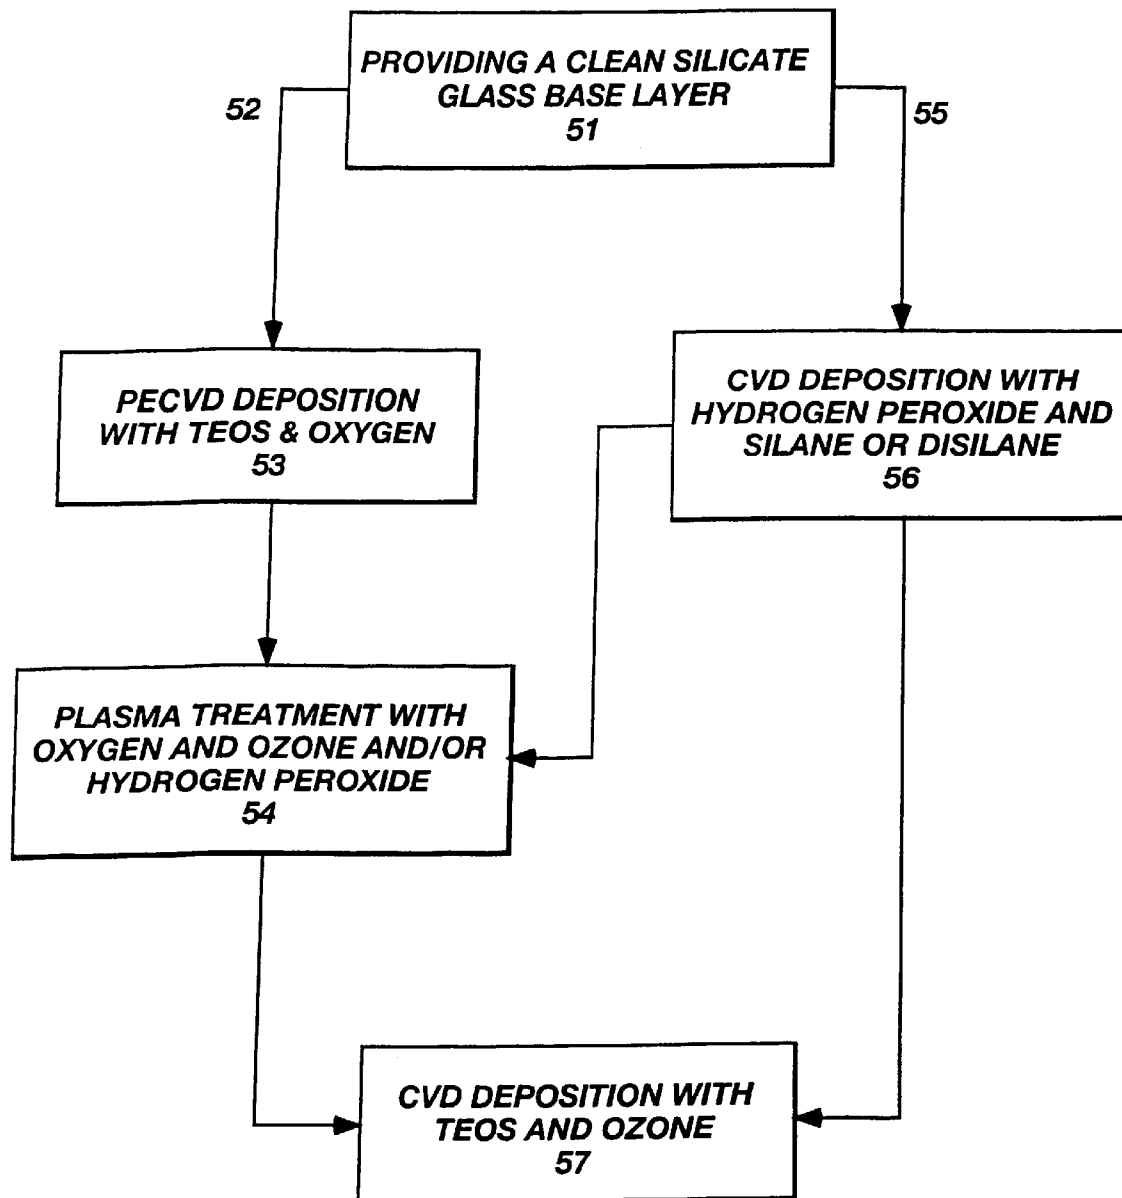 PROVIDING A CLEAN SILICATE
GLASS BASE LAYER
51
52
55
PECVD DEPOSITION
WITH TEOS & OXYGEN
53
CVD DEPOSITION WITH
HYDROGEN PEROXIDE AND
SILANE OR DISILANE
56
PLASMA TREATMENT WITH
OXYGEN AND OZONE AND/OR
HYDROGEN PEROXIDE
54
CVD DEPOSITION WITH
TEOS AND OZONE
57